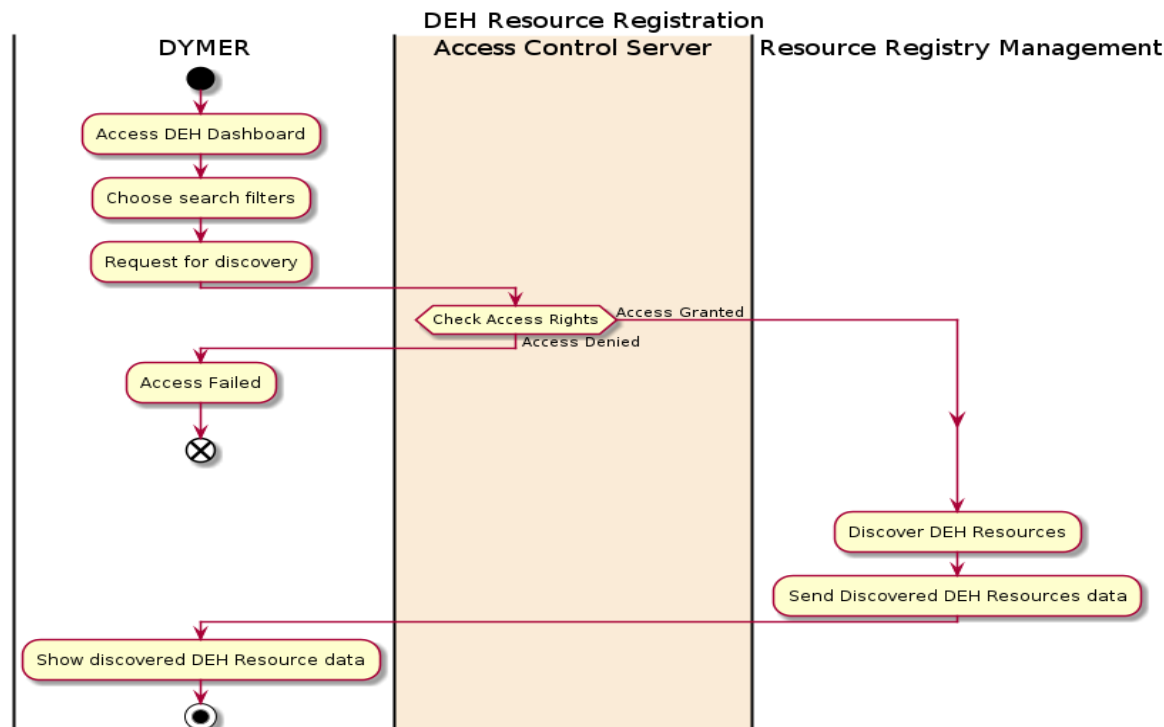 DEH Resource Registration
DYMER
Access Control Server
Resource Registry Management
Access DEH Dashboard
Choose search filters
Request for discovery
Check Access Rights
Access Granted
Access Denied
Access Failed
Discover DEH Resources
Send Discovered DEH Resources data
Show discovered DEH Resource data